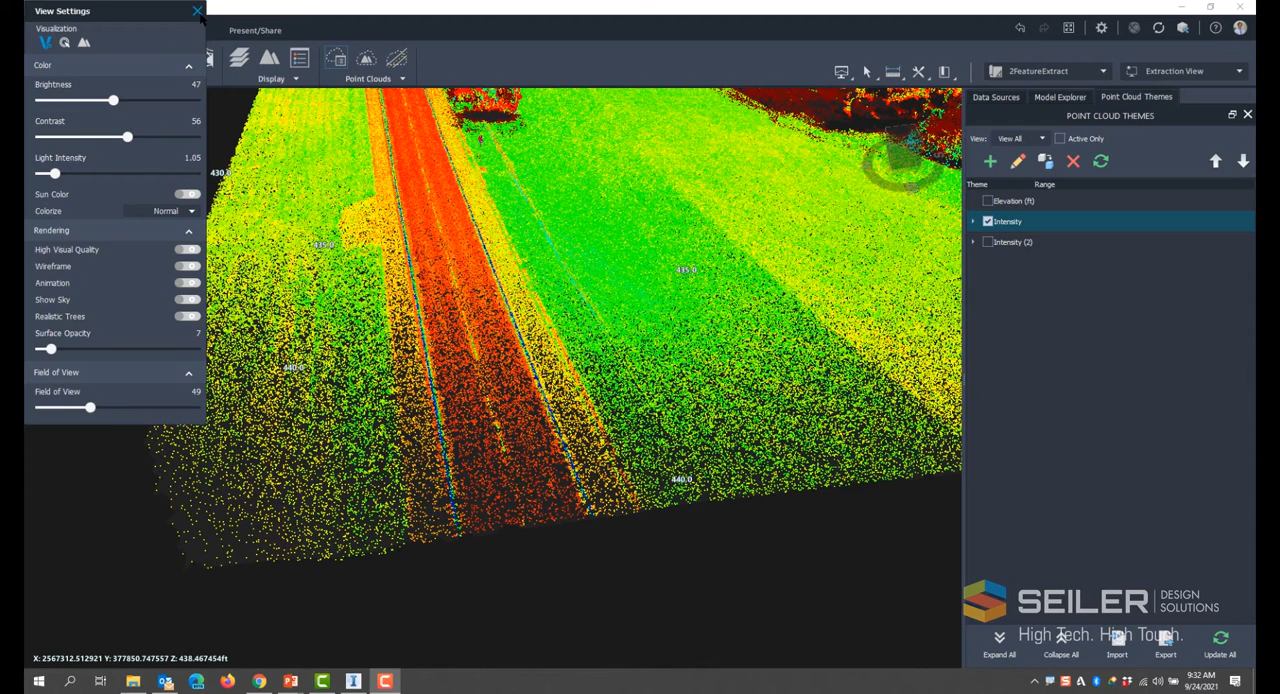 View Settings
Visualization
Color
Brightness 47
Contrast 56
Light Intensity 1.05
Sun Color
Colorize Normal
Rendering
High Visual Quality
Wireframe
Animation
Show Sky
Realistic Trees
Surface Opacity 7
Field of View
Field of View 49
Present/Share
Display
Point Clouds
2FeatureExtract
Extraction View
Data Sources
Model Explorer
Point Cloud Themes
POINT CLOUD THEMES
View: View All
Active Only
Theme Range
Elevation (ft)
Intensity
Intensity (2)
430.0
435.0
435.0
440.0
440.0
SEILER DESIGN SOLUTIONS
High Tech. High Touch.
Expand All
Collapse All
Import
Export
Update All
X: 2567312.512921 Y: 377850.747557 Z: 438.467454ft
9:32 AM
9/24/2021